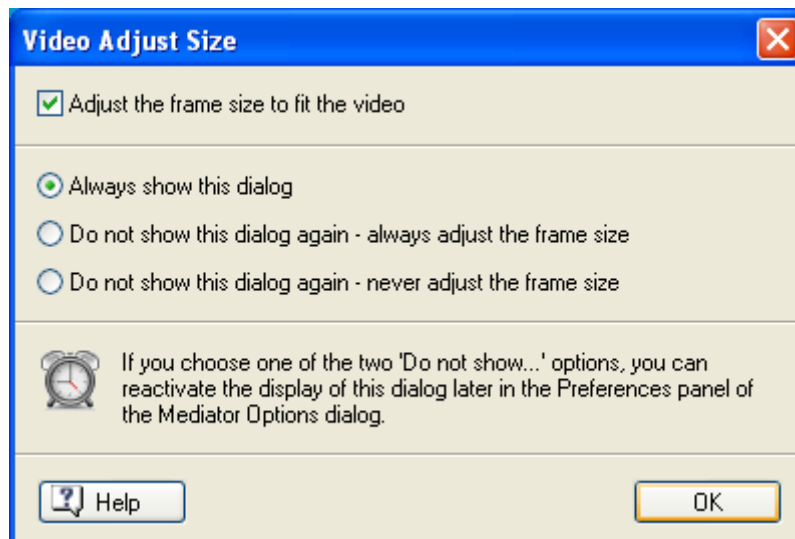 Video Adjust Size
Adjust the frame size to fit the video
Always show this dialog
Do not show this dialog again - always adjust the frame size
Do not show this dialog again - never adjust the frame size
If you choose one of the two 'Do not show...' options, you can
reactivate the display of this dialog later in the Preferences panel of
the Mediator Options dialog.
Help
OK